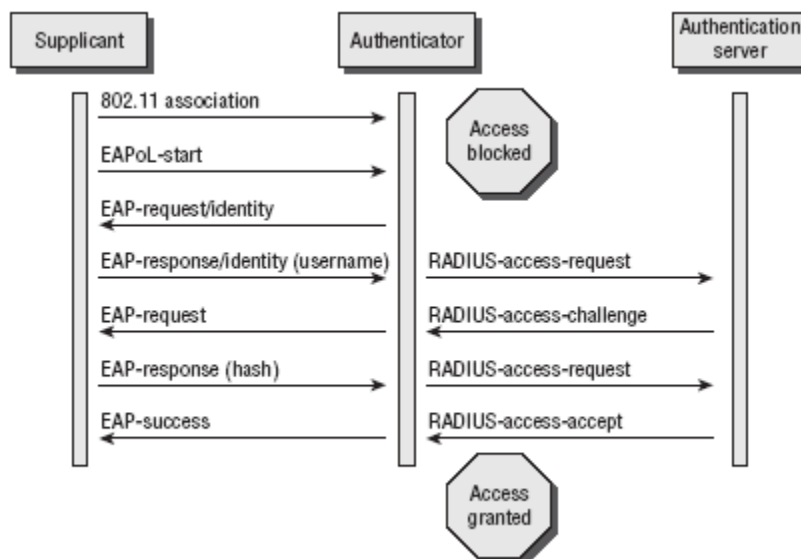 Supplicant
Authenticator
Authentication
server
802.11 association
Access
blocked
EAPoL-start
EAP-request/identity
EAP-response/identity (username)
RADIUS-access-request
EAP-request
RADIUS-access-challenge
EAP-response (hash)
RADIUS-access-request
EAP-success
RADIUS-access-accept
Access
granted